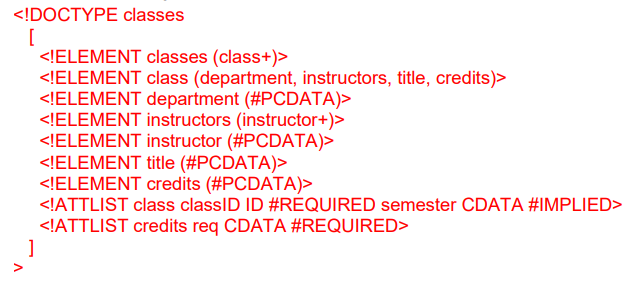 <!DOCTYPE classes
[
<!ELEMENT classes (class+)>
<!ELEMENT class (department, instructors, title, credits)>
<!ELEMENT department (#PCDATA)>
<!ELEMENT instructors (instructor+)>
<!ELEMENT instructor (#PCDATA)>
<!ELEMENT title (#PCDATA)>
<!ELEMENT credits (#PCDATA)>
<!ATTLIST class classID ID #REQUIRED semester CDATA #IMPLIED>
<!ATTLIST credits req CDATA #REQUIRED>
]
>